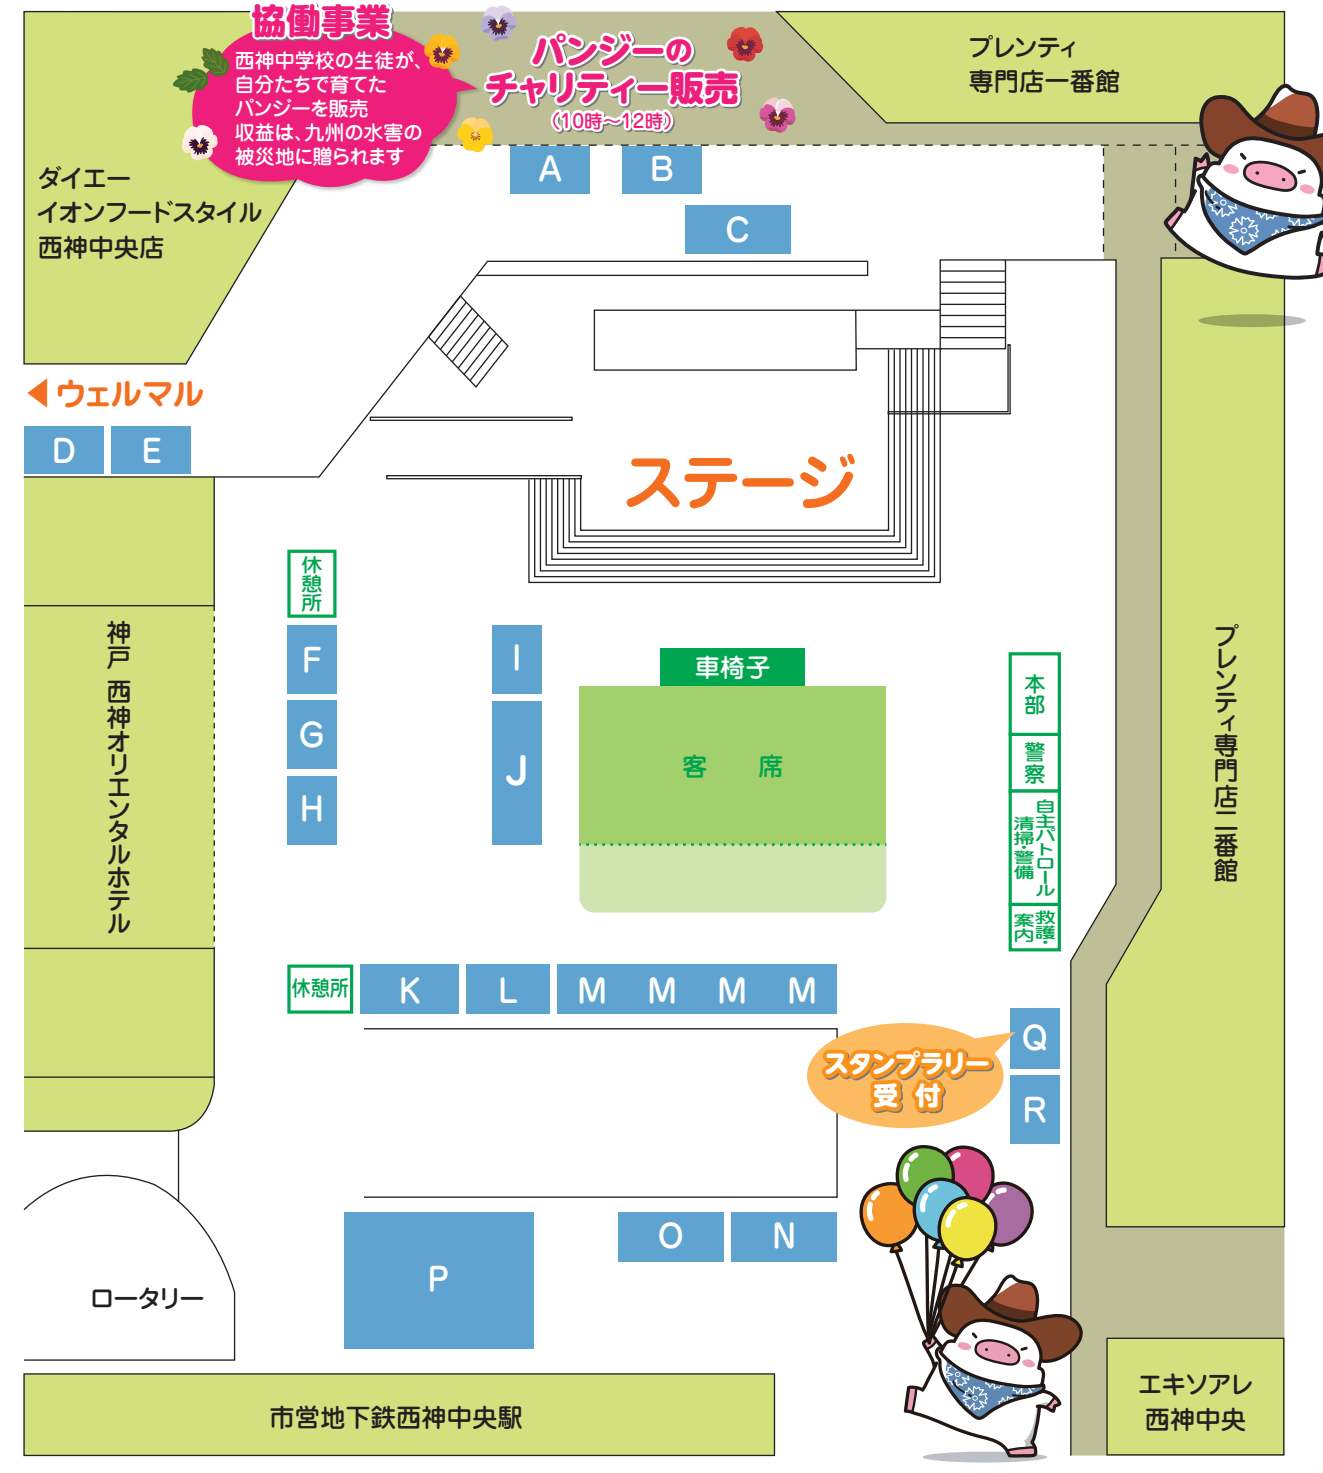 協働事業
西神中学校の生徒が、
自分たちで育てた
パンジーを販売
収益は、九州の水害の
被災地に贈られます
パンジーの
チャリティー販売
(10時〜12時)
プレンティ
専門店一番館
ダイエー
イオンフードスタイル
西神中央店
A
B
C
ウェルマル
D
E
ステージ
休憩所
F
G
H
I
J
車椅子
客 席
本部
警察
自主パトロール
清掃・警備
救護・
案内
神戸 西神オリエンタルホテル
プレンティ専門店二番館
休憩所
K
L
M
M
M
M
スタンプラリー
受 付
Q
R
P
O
N
ロータリー
市営地下鉄西神中央駅
エキソアレ
西神中央